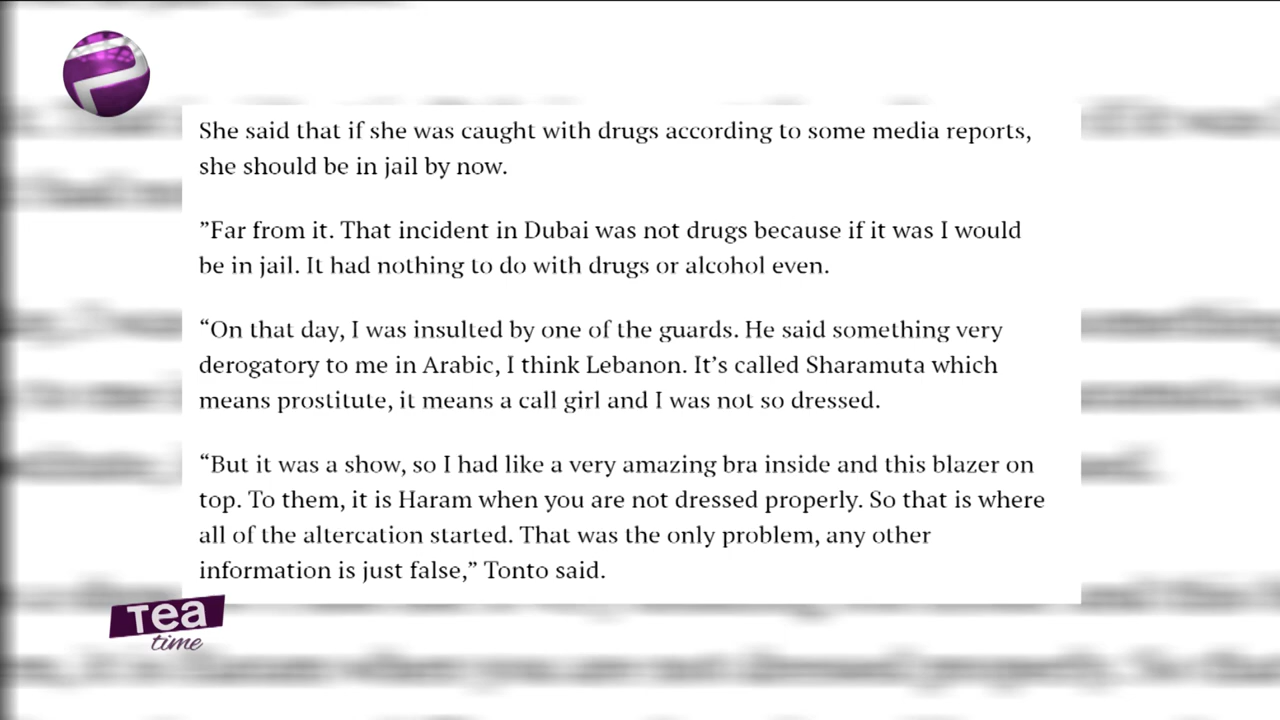 She said that if she was caught with drugs according to some media reports,
she should be in jail by now.
”Far from it. That incident in Dubai was not drugs because if it was I would
be in jail. It had nothing to do with drugs or alcohol even.
“On that day, I was insulted by one of the guards. He said something very
derogatory to me in Arabic, I think Lebanon. It’s called Sharamuta which
means prostitute, it means a call girl and I was not so dressed.
“But it was a show, so I had like a very amazing bra inside and this blazer on
top. To them, it is Haram when you are not dressed properly. So that is where
all of the altercation started. That was the only problem, any other
information is just false,” Tonto said.
Tea
time